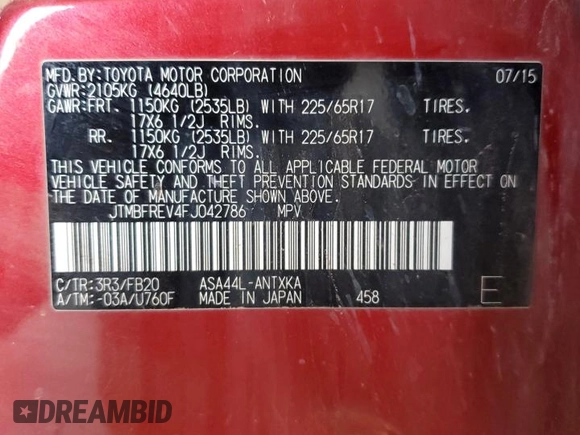 MFD.BY:TOYOTA MOTOR CORPORATION 07/15
GVWR:2105KG (4640LB)
GAWR:FRT. 1150KG (2535LB) WITH 225/65R17 TIRES.
17X6 1/2J RIMS.
RR. 1150KG (2535LB) WITH 225/65R17 TIRES.
17X6 1/2J RIMS.
THIS VEHICLE CONFORMS TO ALL APPLICABLE FEDERAL MOTOR
VEHICLE SAFETY AND THEFT PREVENTION STANDARDS IN EFFECT ON
THE DATE OF MANUFACTURE SHOWN ABOVE.
JTMBFREV4FJ042786 MPV
C/TR:3R3/FB20 ASA44L-ANTXKA
A/TM:-03A/U760F MADE IN JAPAN 458 E
DREAMBID